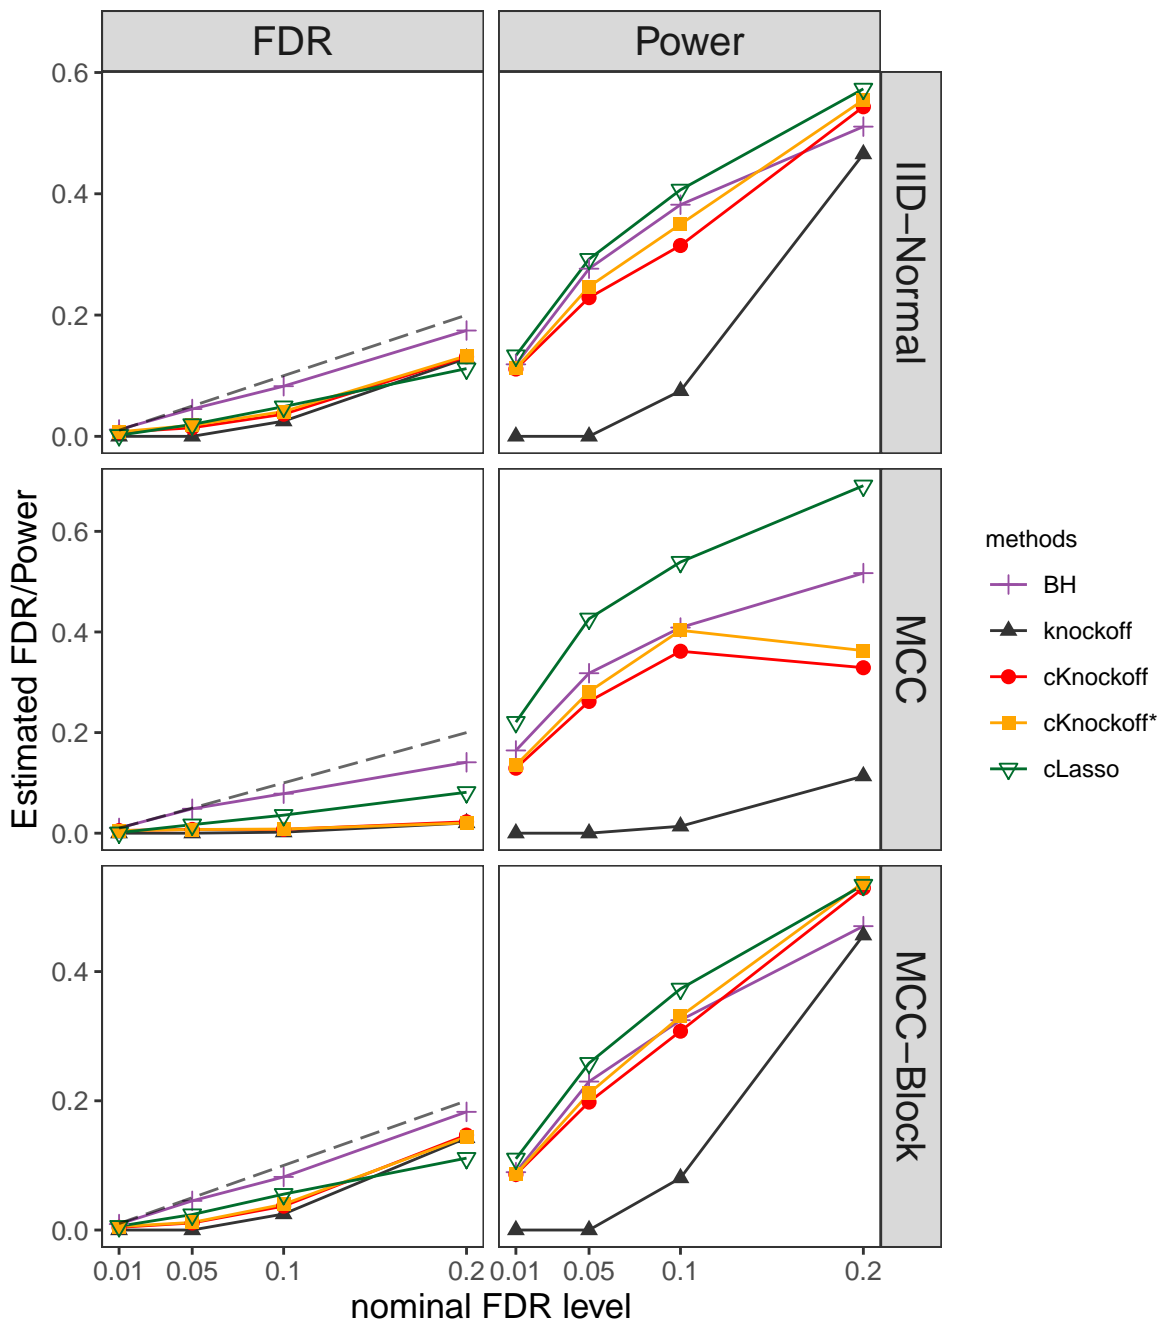 FDR
Power
0.6
0.4
0.2
0.0
IID−Normal
Estimated FDR/Power
0.6
0.4
0.2
0.0
MCC
methods
BH
knockoff
cKnockoff
cKnockoff*
cLasso
0.4
0.2
0.0
MCC−Block
0.01 0.05 0.1 0.2 0.01 0.05 0.1 0.2
nominal FDR level